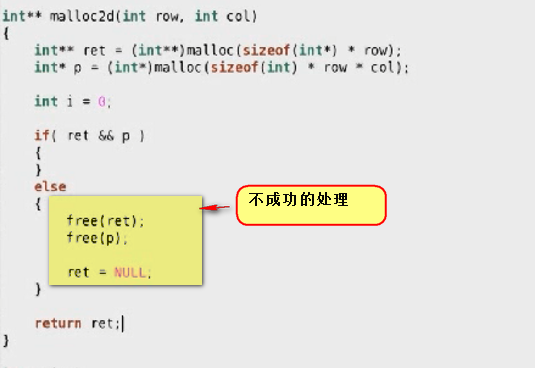 int** malloc2d(int row, int col)
{
    int** ret = (int**)malloc(sizeof(int*) * row);
    int* p = (int*)malloc(sizeof(int) * row * col);
    int i = 0;
    if( ret && p )
    {
    }
    else
    {
不成功的处理
        free(ret);
        free(p);
        ret = NULL;
    }
    return ret;
}